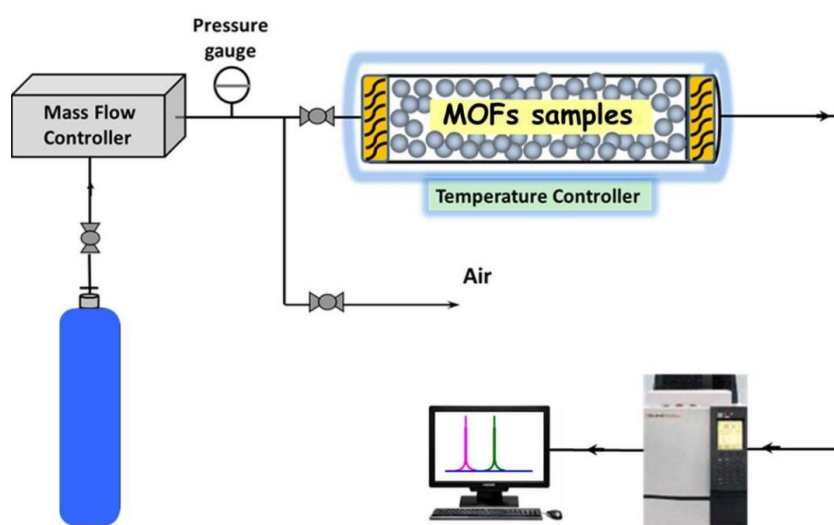 Pressure
gauge
Mass Flow
Controller
MOFs samples
Temperature Controller
Air